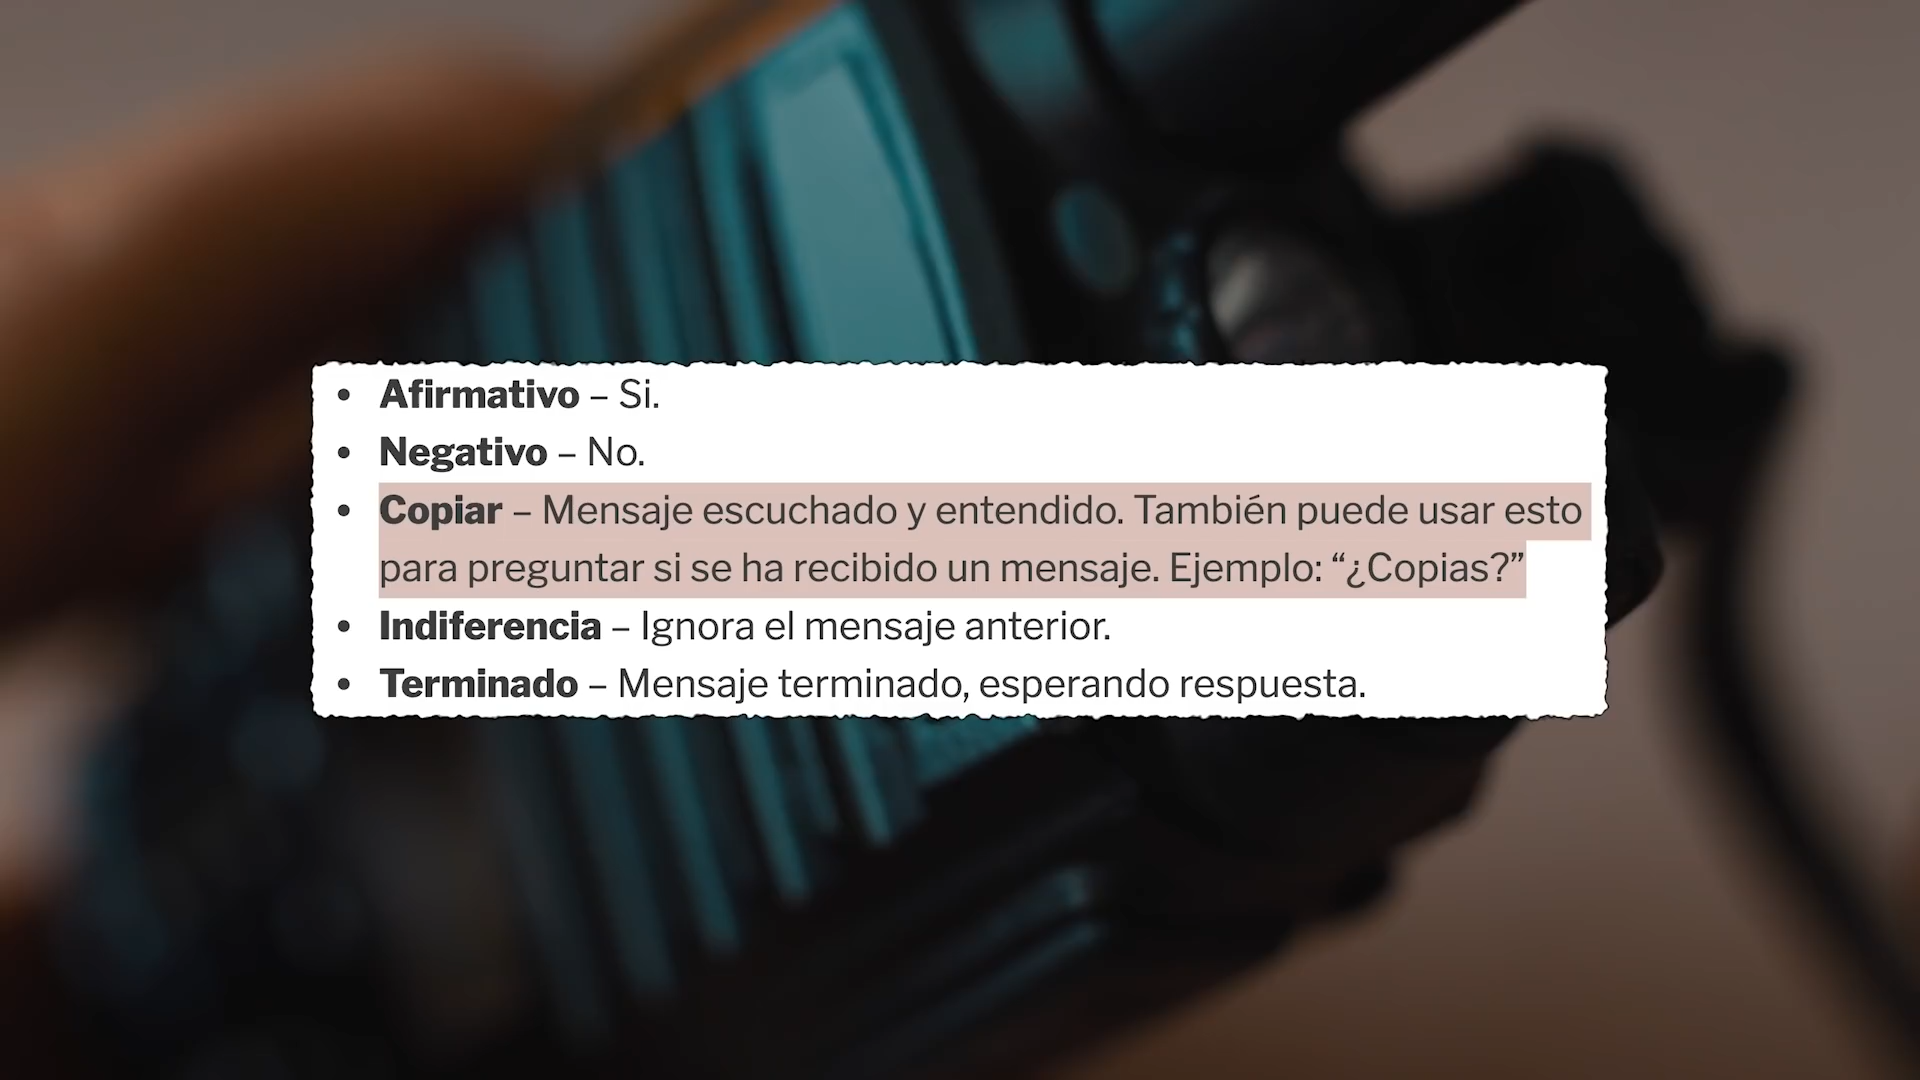 • Afirmativo – Si.
• Negativo – No.
• Copiar – Mensaje escuchado y entendido. También puede usar esto
para preguntar si se ha recibido un mensaje. Ejemplo: “¿Copias?”
• Indiferencia – Ignora el mensaje anterior.
• Terminado – Mensaje terminado, esperando respuesta.